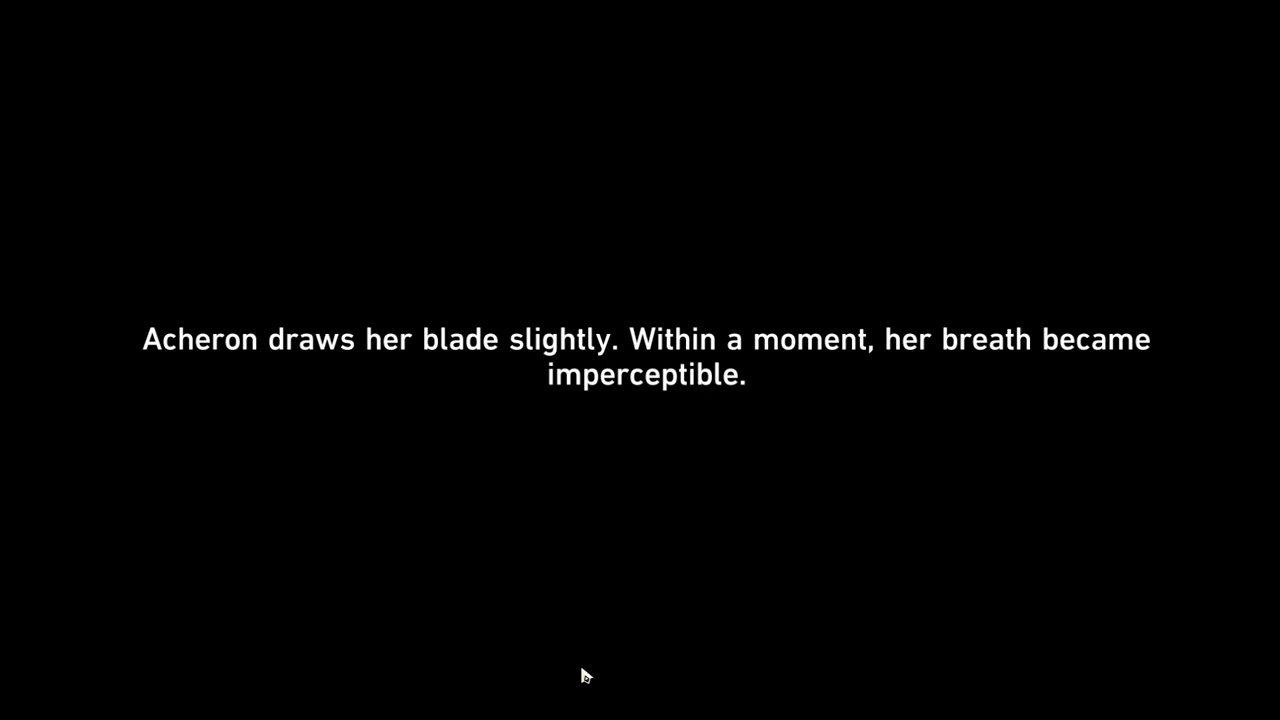 Acheron draws her blade slightly. Within a moment, her breath became
imperceptible.